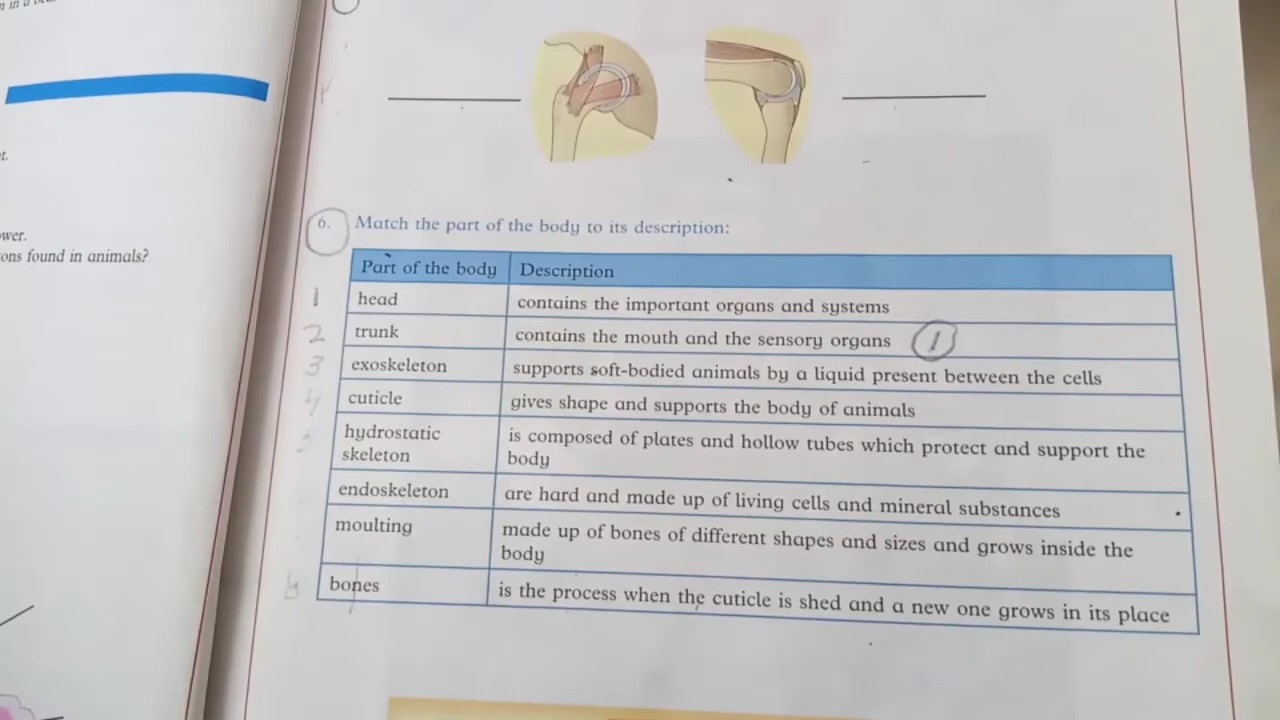 t.
ower.
ons found in animals?
6. Match the part of the body to its description:
Part of the body Description
1 head contains the important organs and systems
2 trunk contains the mouth and the sensory organs 1
3 exoskeleton supports soft-bodied animals by a liquid present between the cells
4 cuticle gives shape and supports the body of animals
5 hydrostatic skeleton is composed of plates and hollow tubes which protect and support the
body
endoskeleton are hard and made up of living cells and mineral substances
moulting made up of bones of different shapes and sizes and grows inside the
body
bones is the process when the cuticle is shed and a new one grows in its place